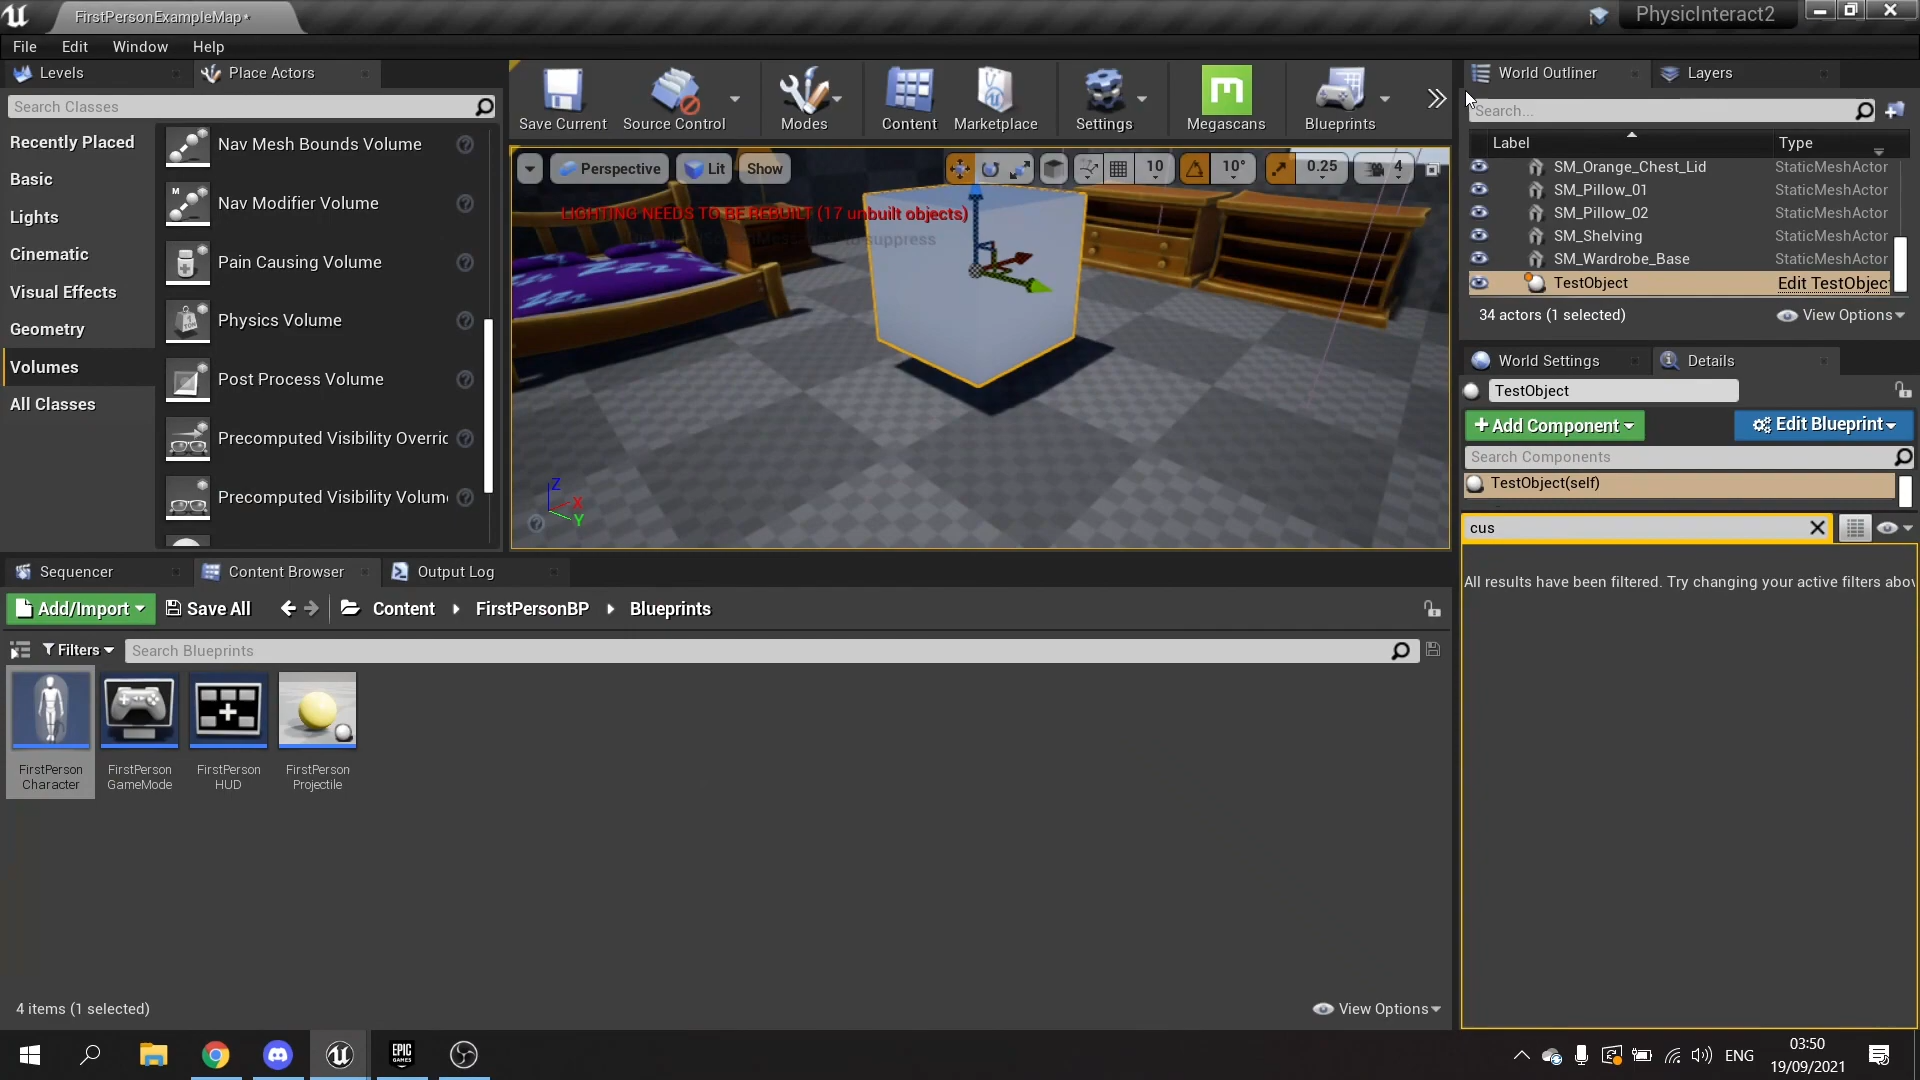 FirstPersonExampleMap*
PhysicInteract2
File
Edit
Window
Help
Levels
Place Actors
Search Classes
Recently Placed
Basic
Lights
Cinematic
Visual Effects
Geometry
Volumes
All Classes
Nav Mesh Bounds Volume
Nav Modifier Volume
Pain Causing Volume
Physics Volume
Post Process Volume
Precomputed Visibility Overric
Precomputed Visibility Volum
Save Current
Source Control
Modes
Content
Marketplace
Settings
Megascans
Blueprints
Perspective
Lit
Show
10
10°
0.25
4
LIGHTING NEEDS TO BE REBUILT (17 unbuilt objects)
to suppress
Z
X
Y
World Outliner
Layers
Search...
Label
Type
SM_Orange_Chest_Lid
StaticMeshActor
SM_Pillow_01
StaticMeshActor
SM_Pillow_02
StaticMeshActor
SM_Shelving
StaticMeshActor
SM_Wardrobe_Base
StaticMeshActor
TestObject
Edit TestObjec
34 actors (1 selected)
View Options
World Settings
Details
TestObject
+Add Component
Edit Blueprint
Search Components
TestObject(self)
cus
All results have been filtered. Try changing your active filters abov
Sequencer
Content Browser
Output Log
Add/Import
Save All
Content
FirstPersonBP
Blueprints
Filters
Search Blueprints
FirstPerson
Character
FirstPerson
GameMode
FirstPerson
HUD
FirstPerson
Projectile
4 items (1 selected)
View Options
EPIC
GAMES
ENG
03:50
19/09/2021